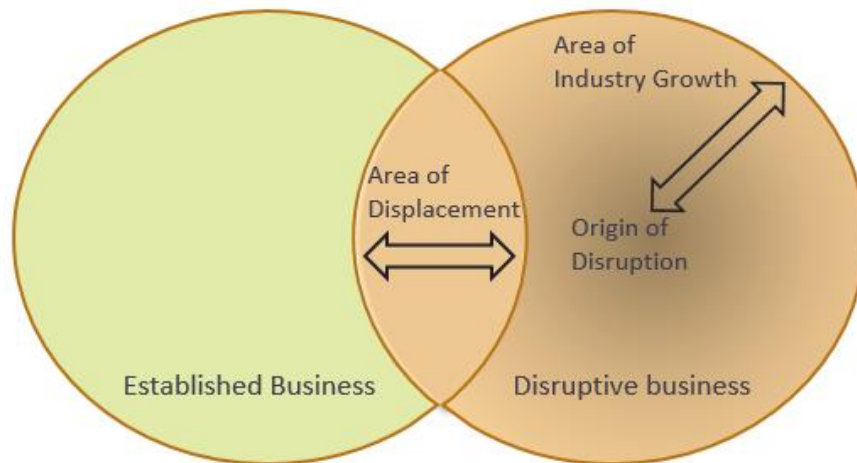 Area of
Industry Growth
Area of
Displacement
Origin of
Disruption
Established Business
Disruptive business